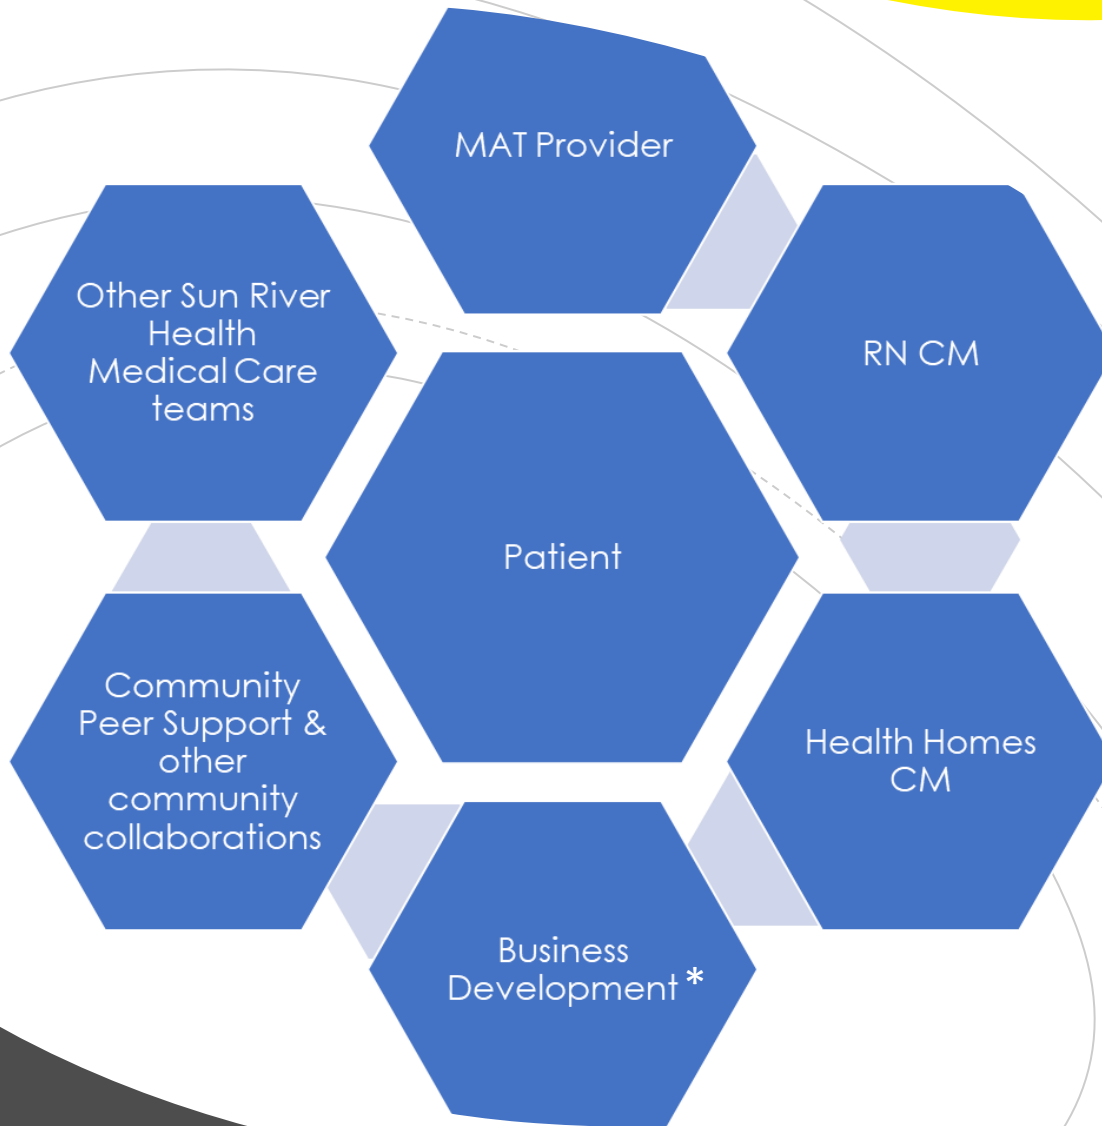 MAT Provider
Other Sun River
Health
Medical Care
teams
RN CM
Patient
Community
Peer Support &
other
community
collaborations
Health Homes
CM
Business
Development *